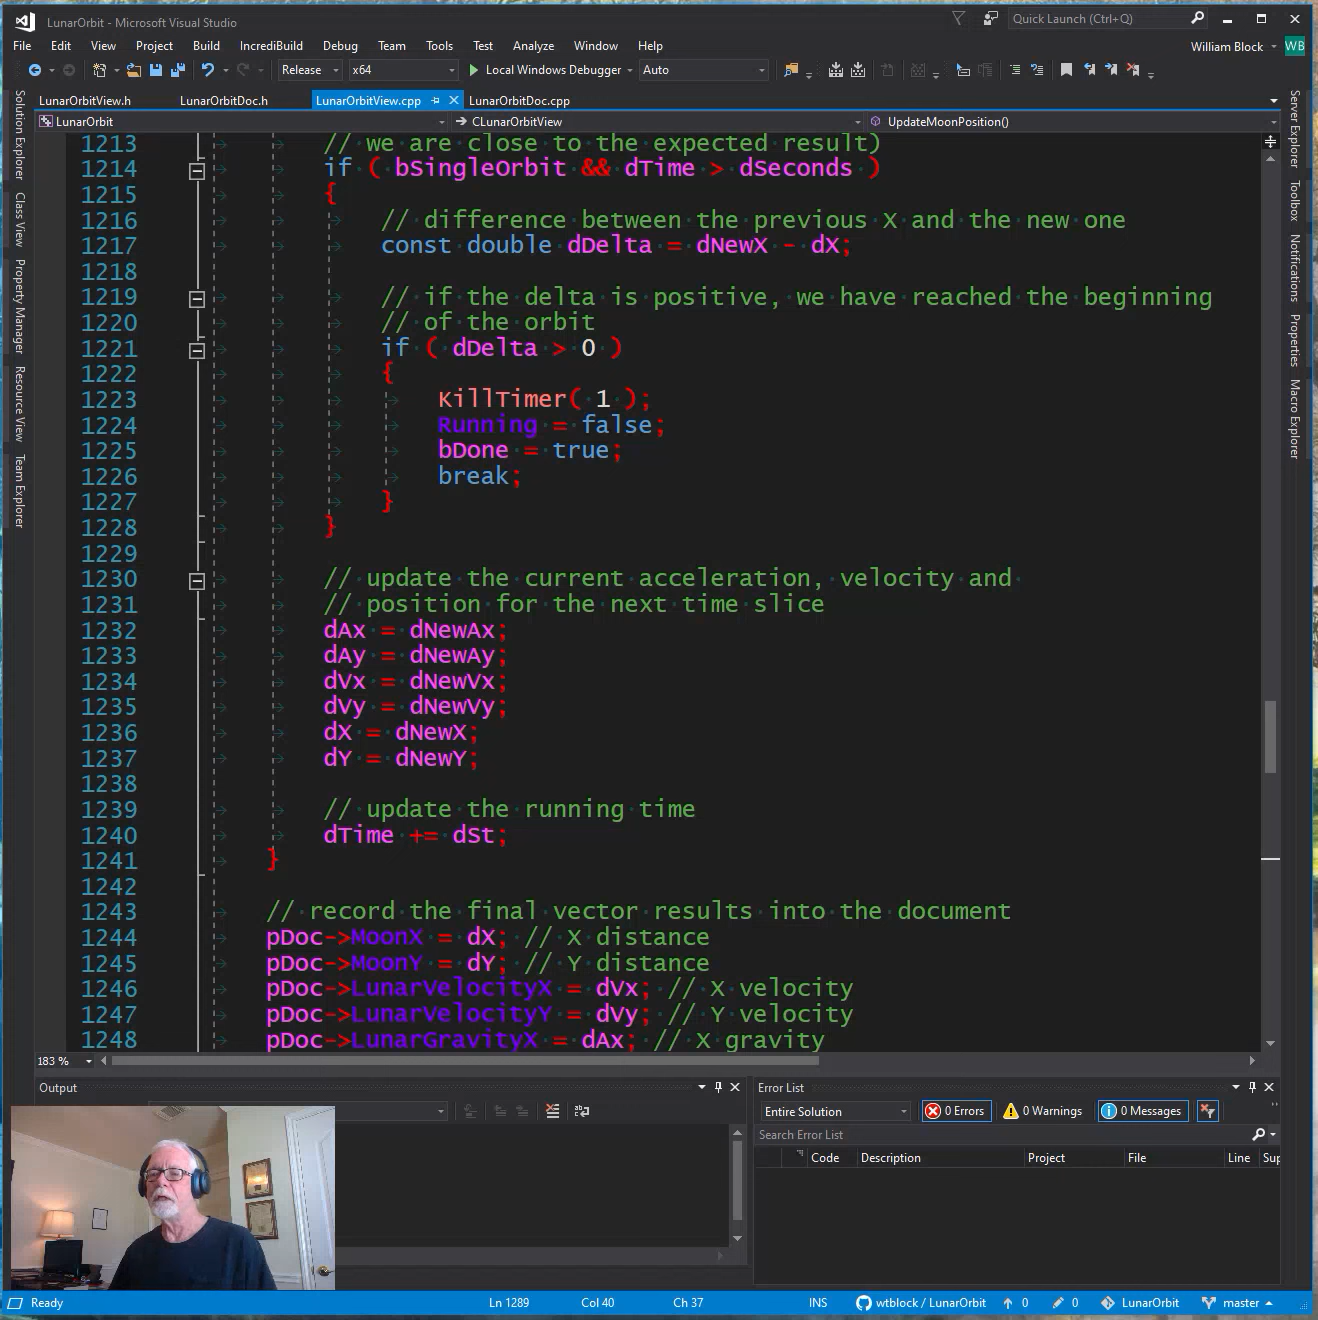 LunarOrbit - Microsoft Visual Studio
Quick Launch (Ctrl+Q)
File Edit View Project Build IncrediBuild Debug Team Tools Test Analyze Window Help
William Block WB
Release x64 Local Windows Debugger Auto
LunarOrbitView.h LunarOrbitDoc.h LunarOrbitView.cpp LunarOrbitDoc.cpp
LunarOrbit CLunarOrbitView UpdateMoonPosition()
Solution Explorer
Class View
Property Manager
Resource View
Team Explorer
Server Explorer
Toolbox
Notifications
Properties
Macro Explorer
1213 // we are close to the expected result)
1214 if ( bSingleOrbit && dTime > dSeconds )
1215 {
1216 // difference between the previous X and the new one
1217 const double dDelta = dNewX - dX;
1218
1219 // if the delta is positive, we have reached the beginning
1220 // of the orbit
1221 if ( dDelta > 0 )
1222 {
1223 KillTimer( 1 );
1224 Running = false;
1225 bDone = true;
1226 break;
1227 }
1228 }
1229
1230 // update the current acceleration, velocity and
1231 // position for the next time slice
1232 dAx = dNewAx;
1233 dAy = dNewAy;
1234 dVx = dNewVx;
1235 dVy = dNewVy;
1236 dX = dNewX;
1237 dY = dNewY;
1238
1239 // update the running time
1240 dTime += dSt;
1241 }
1242
1243 // record the final vector results into the document
1244 pDoc->MoonX = dX; // X distance
1245 pDoc->MoonY = dY; // Y distance
1246 pDoc->LunarVelocityX = dVx; // X velocity
1247 pDoc->LunarVelocityY = dVy; // Y velocity
1248 pDoc->LunarGravityX = dAx; // X gravity
183 %
Output
Error List
Entire Solution 0 Errors 0 Warnings 0 Messages
Search Error List
Code Description Project File Line Sup
Ready Ln 1289 Col 40 Ch 37 INS wtblock / LunarOrbit 0 0 LunarOrbit master